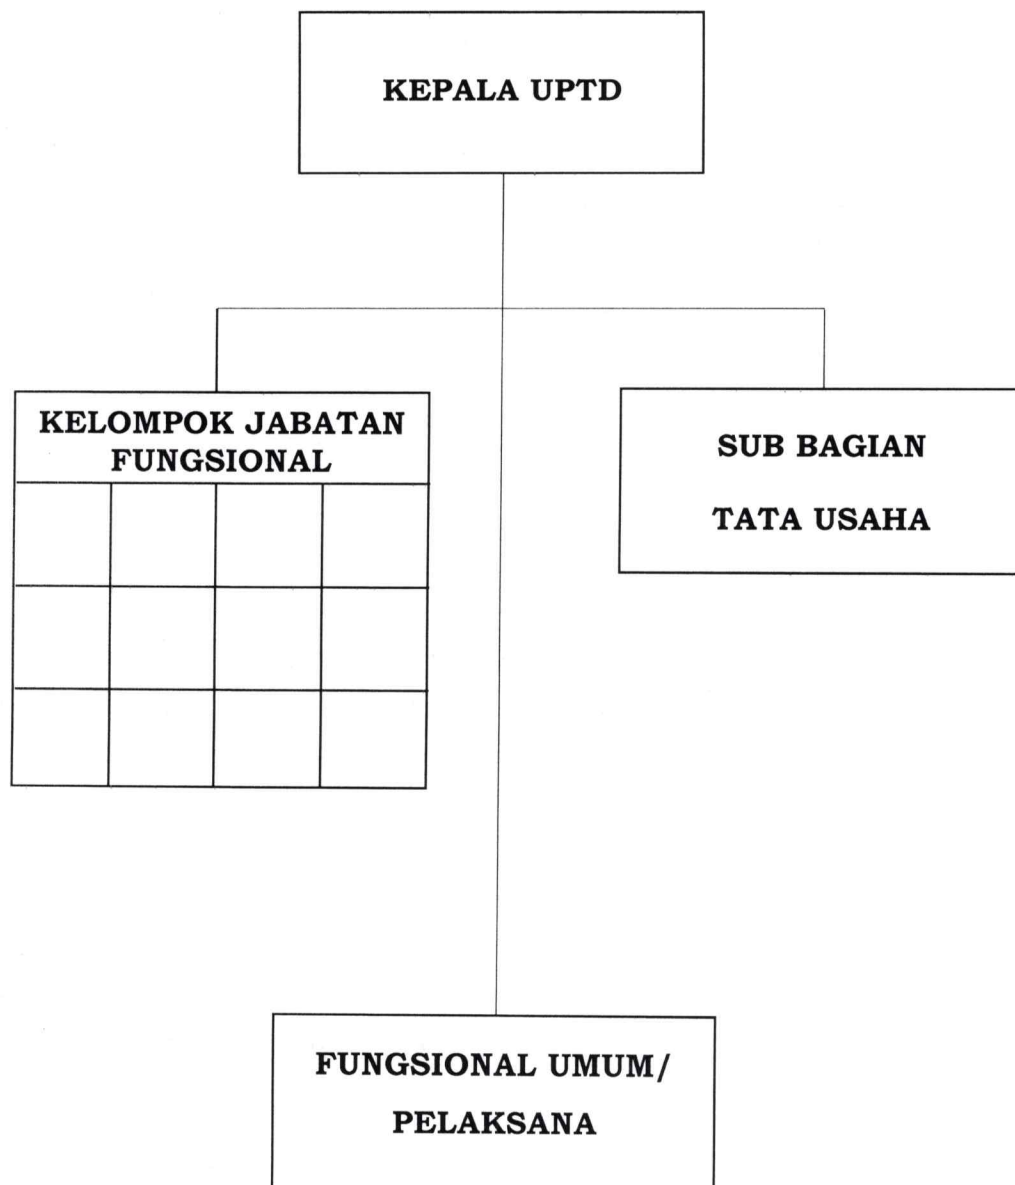 KEPALA UPTD
KELOMPOK JABATAN
FUNGSIONAL
SUB BAGIAN
TATA USAHA
FUNGSIONAL UMUM/
PELAKSANA